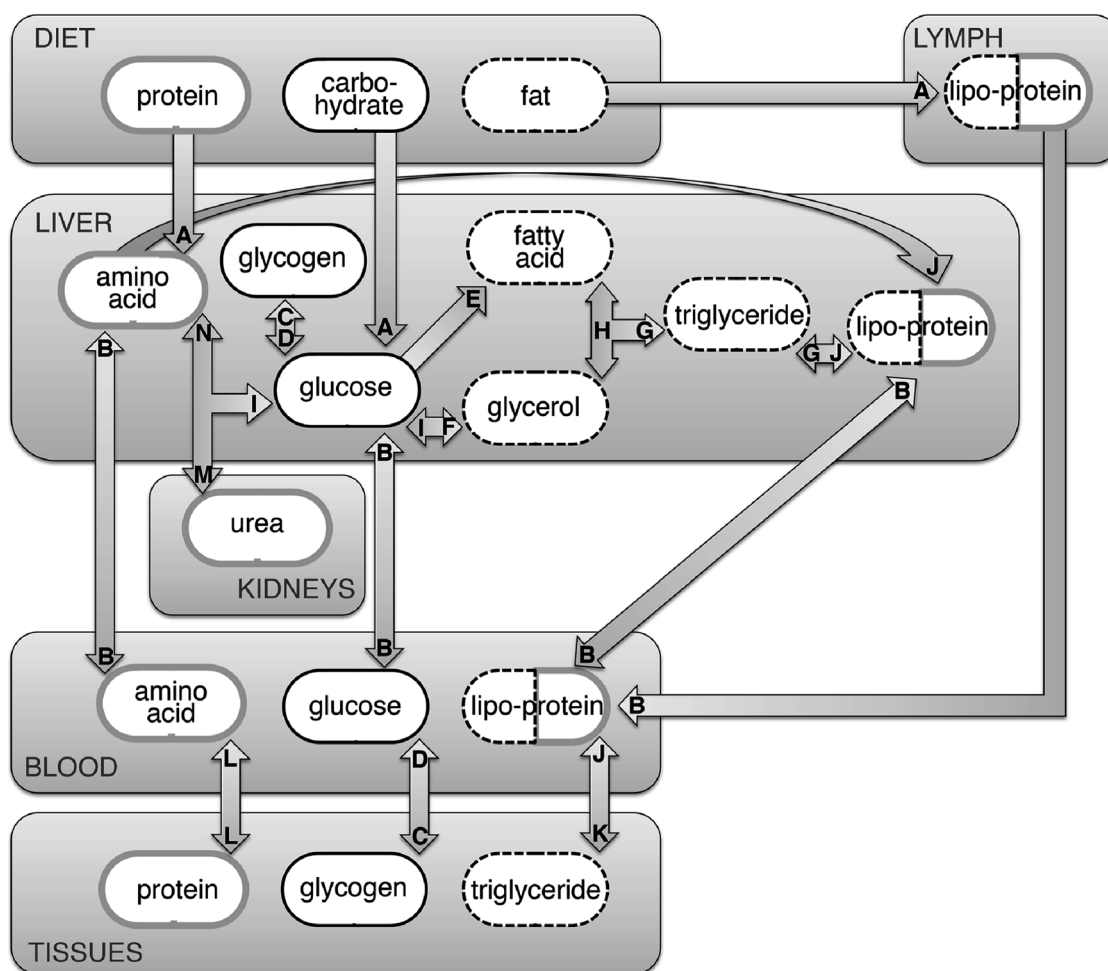 DIET
LYMPH
protein
carbo-
hydrate
fat
A
lipo-protein
A
LIVER
amino
acid
glycogen
C
D
A
glucose
E
fatty
acid
H
G
triglyceride
J
G J
lipo-protein
B
N
I
I F
glycerol
B
B
M
urea
KIDNEYS
B
B
B
amino
acid
glucose
lipo-protein
B
L
D
J
BLOOD
L
C
K
protein
glycogen
triglyceride
TISSUES